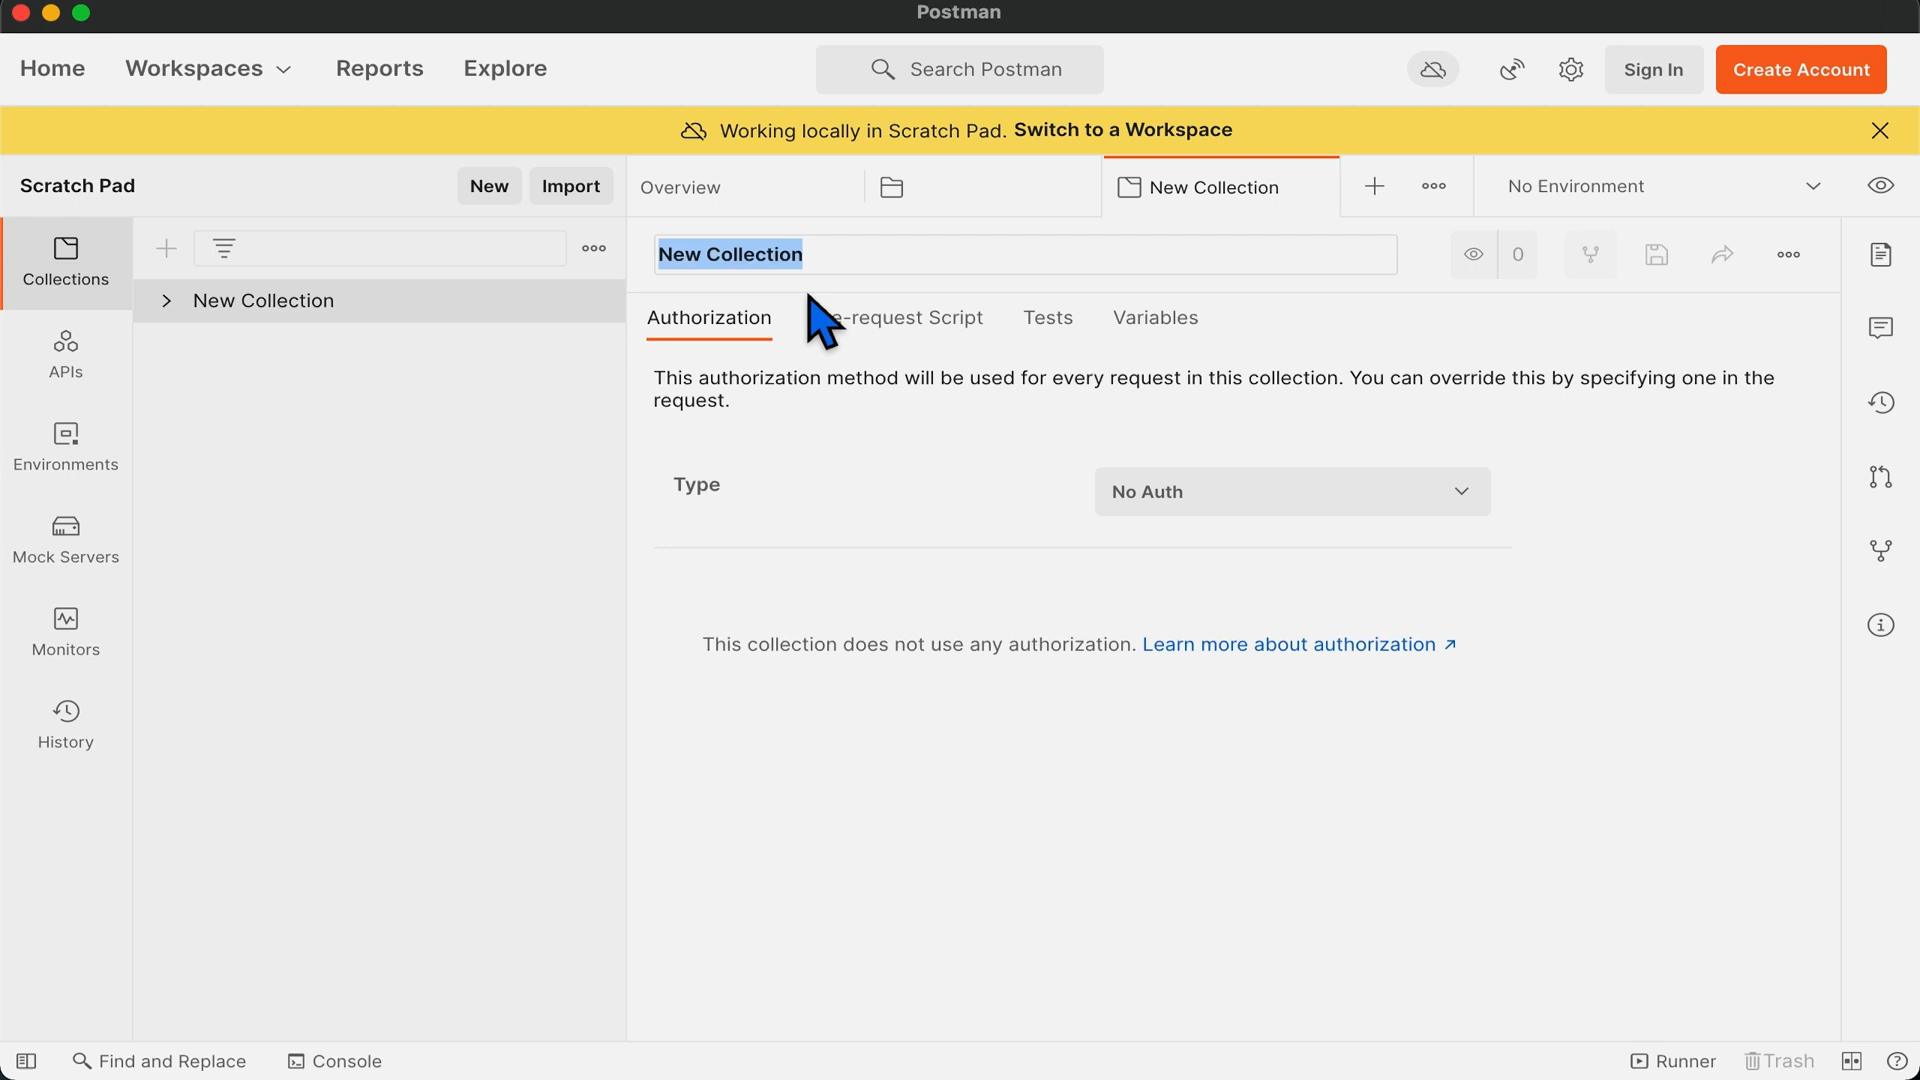 Postman
Home Workspaces Reports Explore Search Postman Sign In Create Account
Working locally in Scratch Pad. Switch to a Workspace
Scratch Pad New Import Overview New Collection No Environment
New Collection 0
Collections
New Collection
Authorization e-request Script Tests Variables
APIs
This authorization method will be used for every request in this collection. You can override this by specifying one in the
request.
Environments
Type No Auth
Mock Servers
This collection does not use any authorization. Learn more about authorization
Monitors
History
Find and Replace Console Runner Trash